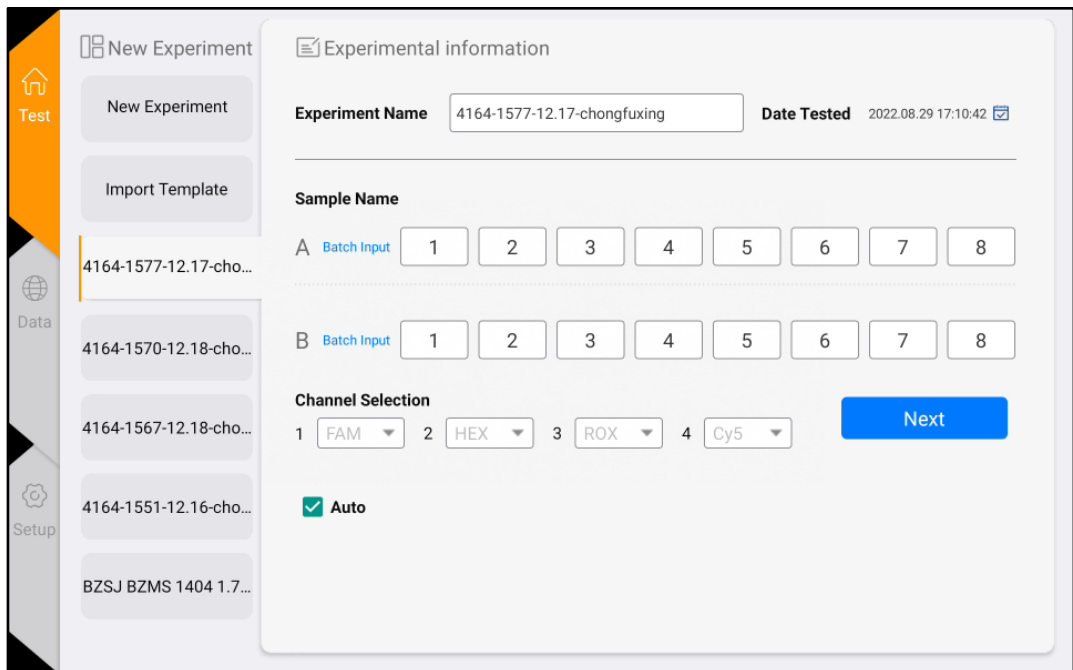 Test
Data
Setup
New Experiment
New Experiment
Import Template
4164-1577-12.17-cho...
4164-1570-12.18-cho...
4164-1567-12.18-cho...
4164-1551-12.16-cho...
BZSJ BZMS 1404 1.7...
Experimental information
Experiment Name 4164-1577-12.17-chongfuxing Date Tested 2022.08.29 17:10:42
Sample Name
A Batch Input 1 2 3 4 5 6 7 8
B Batch Input 1 2 3 4 5 6 7 8
Channel Selection
1 FAM 2 HEX 3 ROX 4 Cy5
Next
Auto